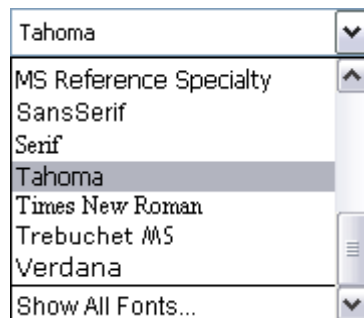 Tahoma
MS Reference Specialty
SansSerif
Serif
Tahoma
Times New Roman
Trebuchet MS
Verdana
Show All Fonts...